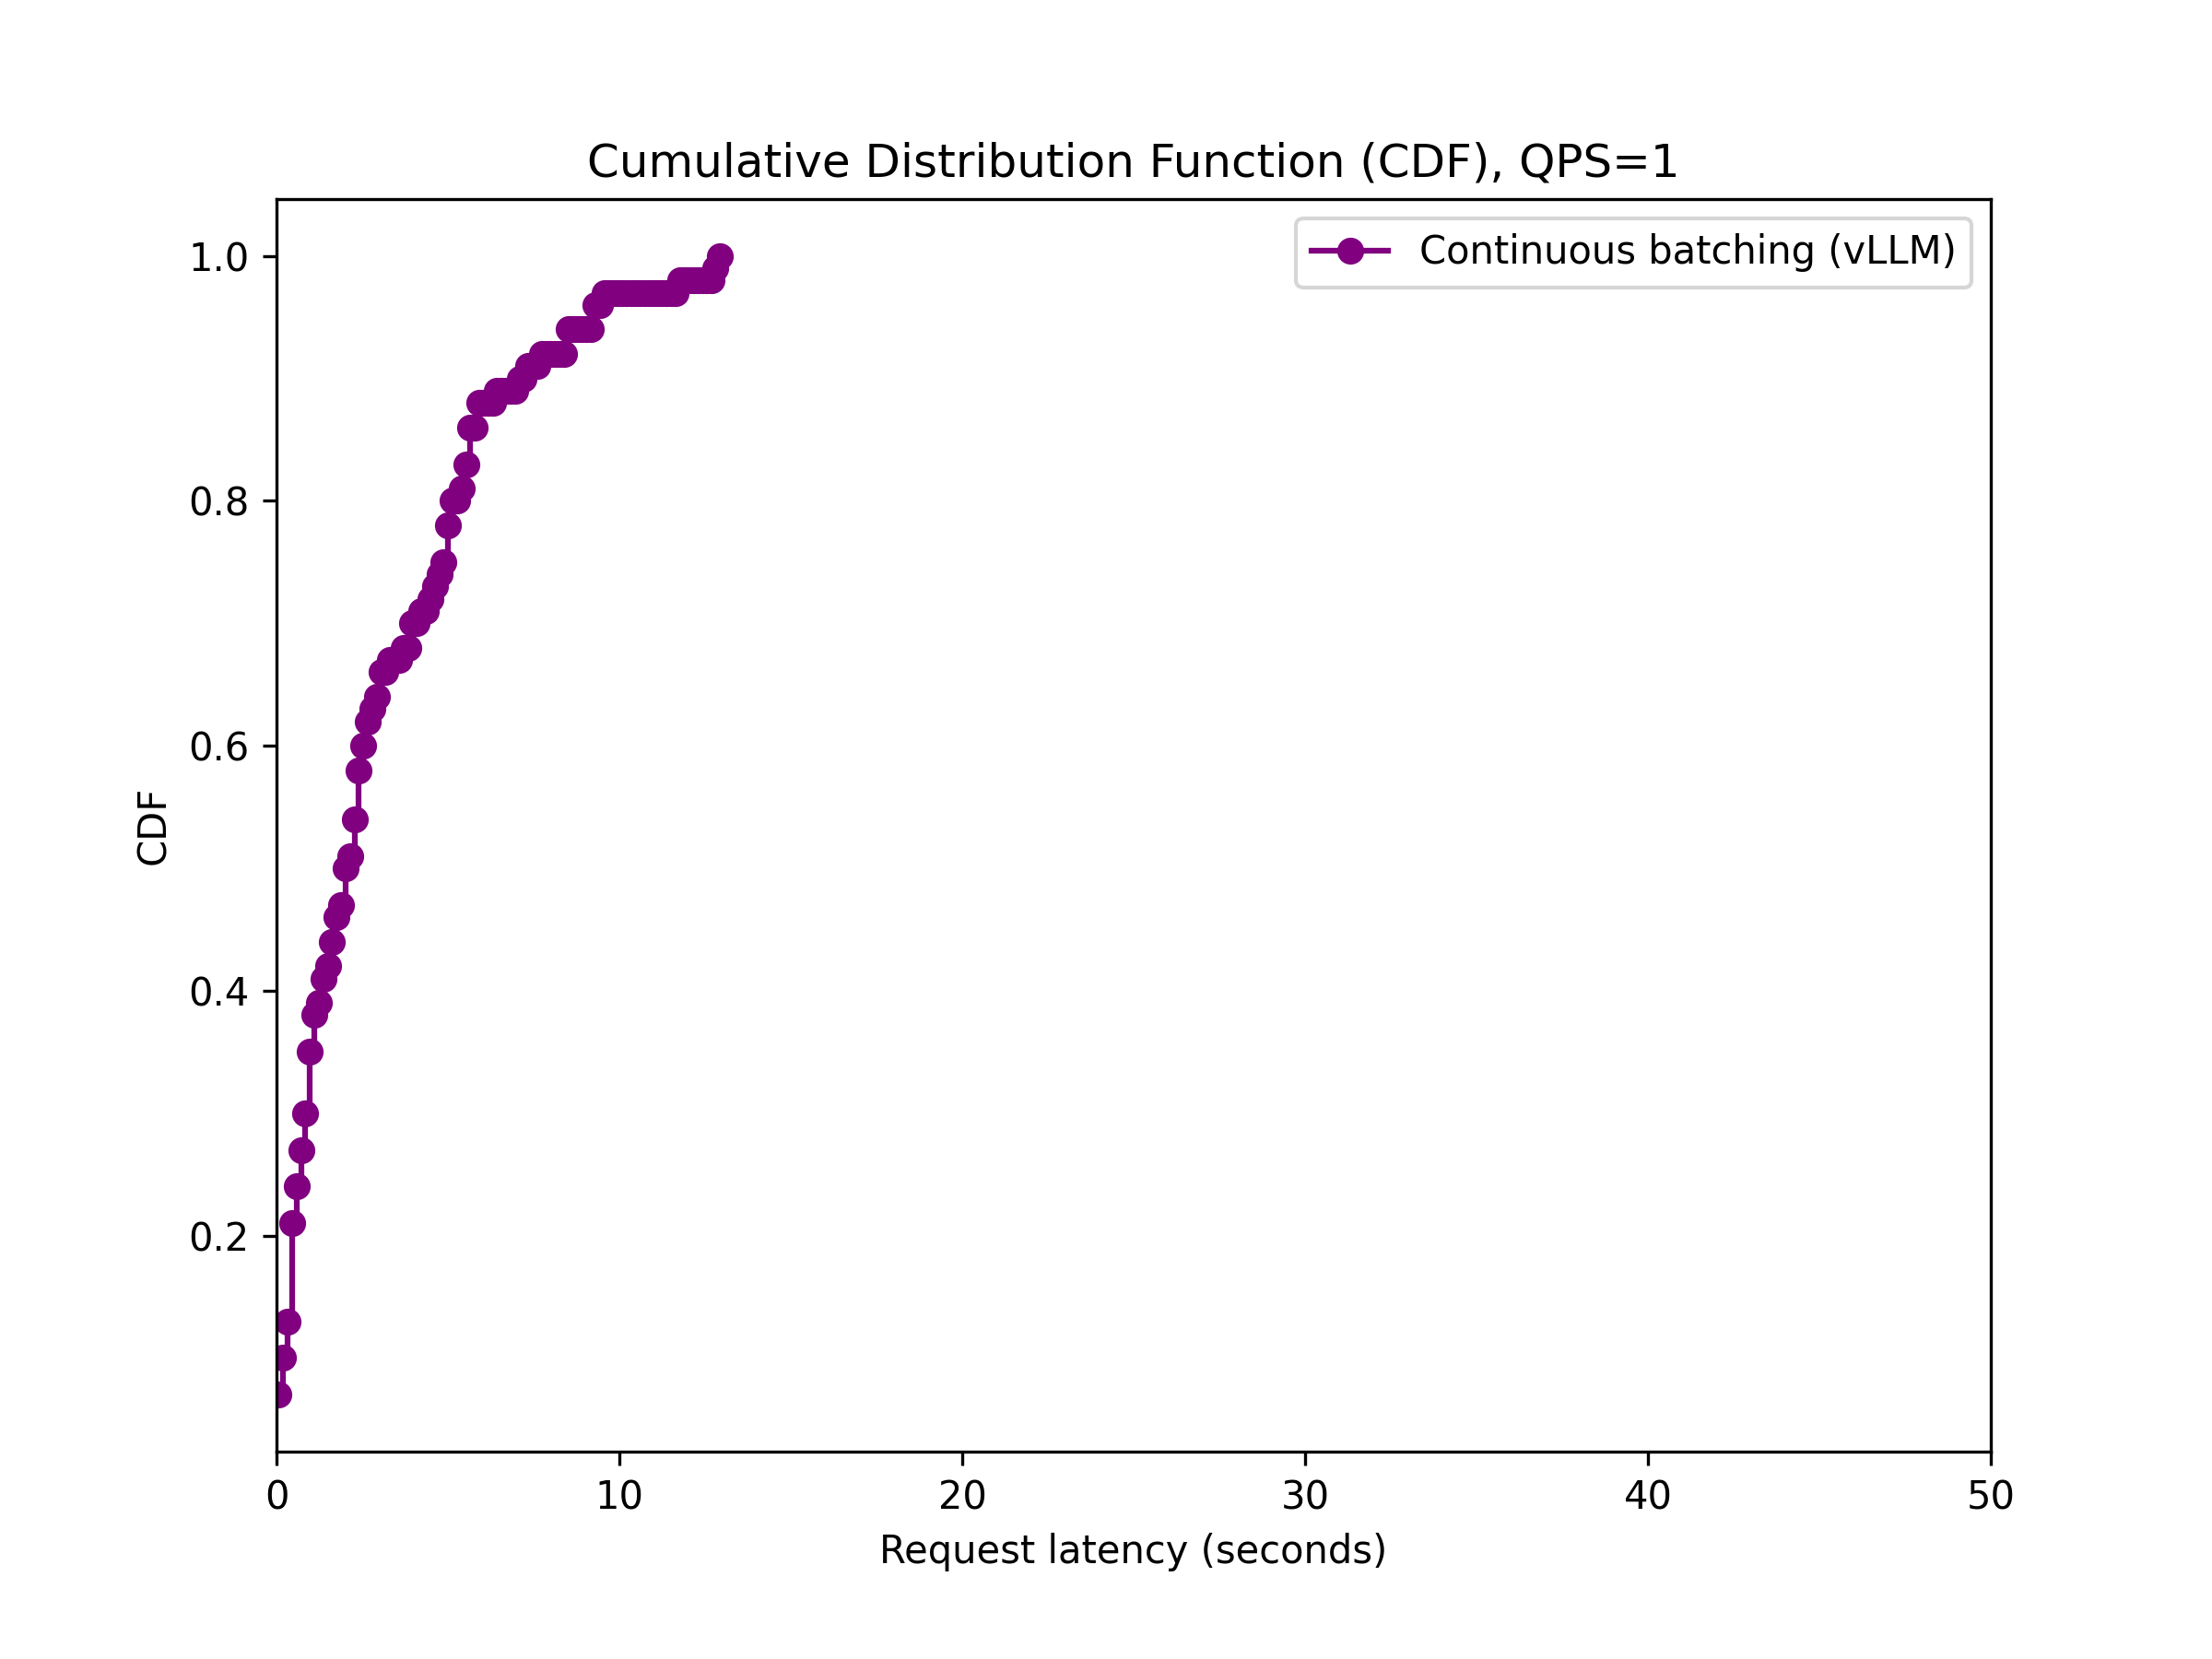 Cumulative Distribution Function (CDF), QPS=1
Continuous batching (vLLM)
1.0
0.8
0.6
0.4
0.2
CDF
0 10 20 30 40 50
Request latency (seconds)